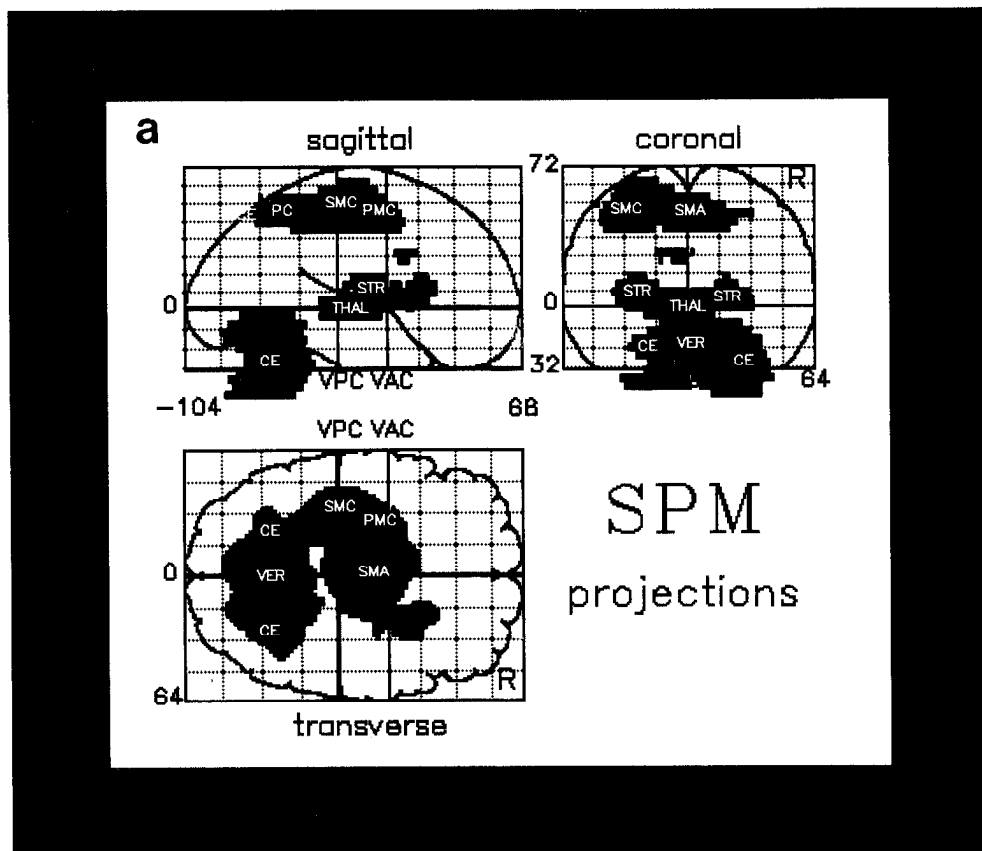 a
sagittal
coronal
72
R
PC SMC PMC
SMC SMA
STR
THAL
0
STR THAL STR
0
CE
CE VER CE
VPC VAC
32
-104 68
64
VPC VAC
SMC
PMC
CE
0
VER
SMA
CE
R
64
transverse
SPM
projections